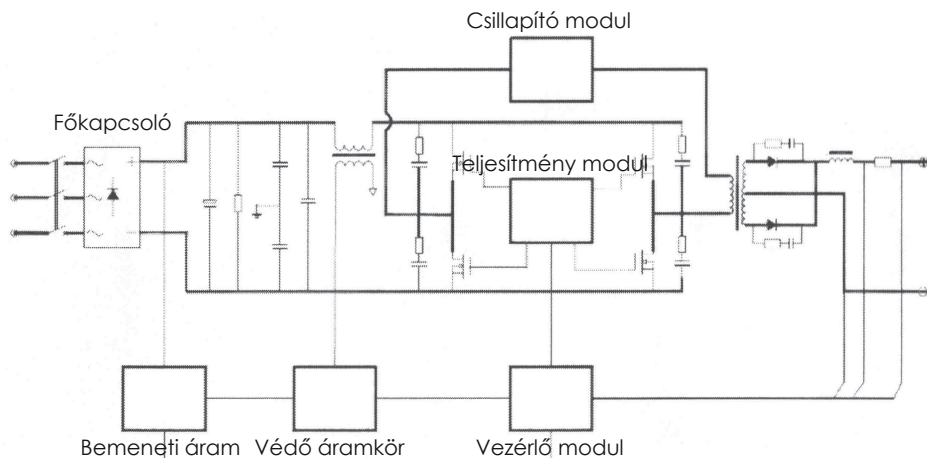 Csillapító modul
Főkapcsoló
Teljesítmény modul
Bemeneti áram
Védő áramkör
Vezérlő modul